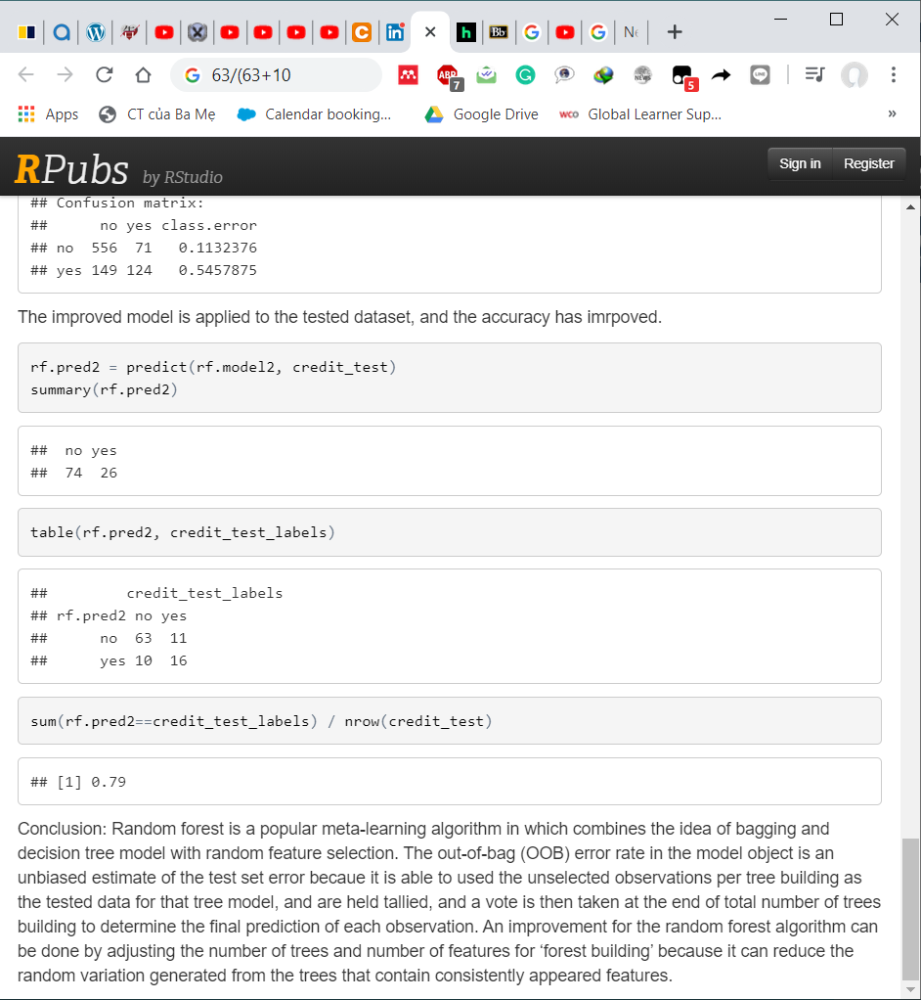 Bb
Ne
63/(63+10
ABP
7
NEWS
5
LINE
Apps
CT của Ba Mẹ
Calendar booking...
Google Drive
wco
Global Learner Sup...
»
RPubs by RStudio
Sign in
Register
## Confusion matrix:
##      no yes class.error
## no  556  71   0.1132376
## yes 149 124   0.5457875
The improved model is applied to the tested dataset, and the accuracy has imrpoved.
rf.pred2 = predict(rf.model2, credit_test)
summary(rf.pred2)
##  no yes
##  74  26
table(rf.pred2, credit_test_labels)
##         credit_test_labels
## rf.pred2 no yes
##      no  63  11
##      yes 10  16
sum(rf.pred2==credit_test_labels) / nrow(credit_test)
## [1] 0.79
Conclusion: Random forest is a popular meta-learning algorithm in which combines the idea of bagging and
decision tree model with random feature selection. The out-of-bag (OOB) error rate in the model object is an
unbiased estimate of the test set error becaue it is able to used the unselected observations per tree building as
the tested data for that tree model, and are held tallied, and a vote is then taken at the end of total number of trees
building to determine the final prediction of each observation. An improvement for the random forest algorithm can
be done by adjusting the number of trees and number of features for ‘forest building’ because it can reduce the
random variation generated from the trees that contain consistently appeared features.